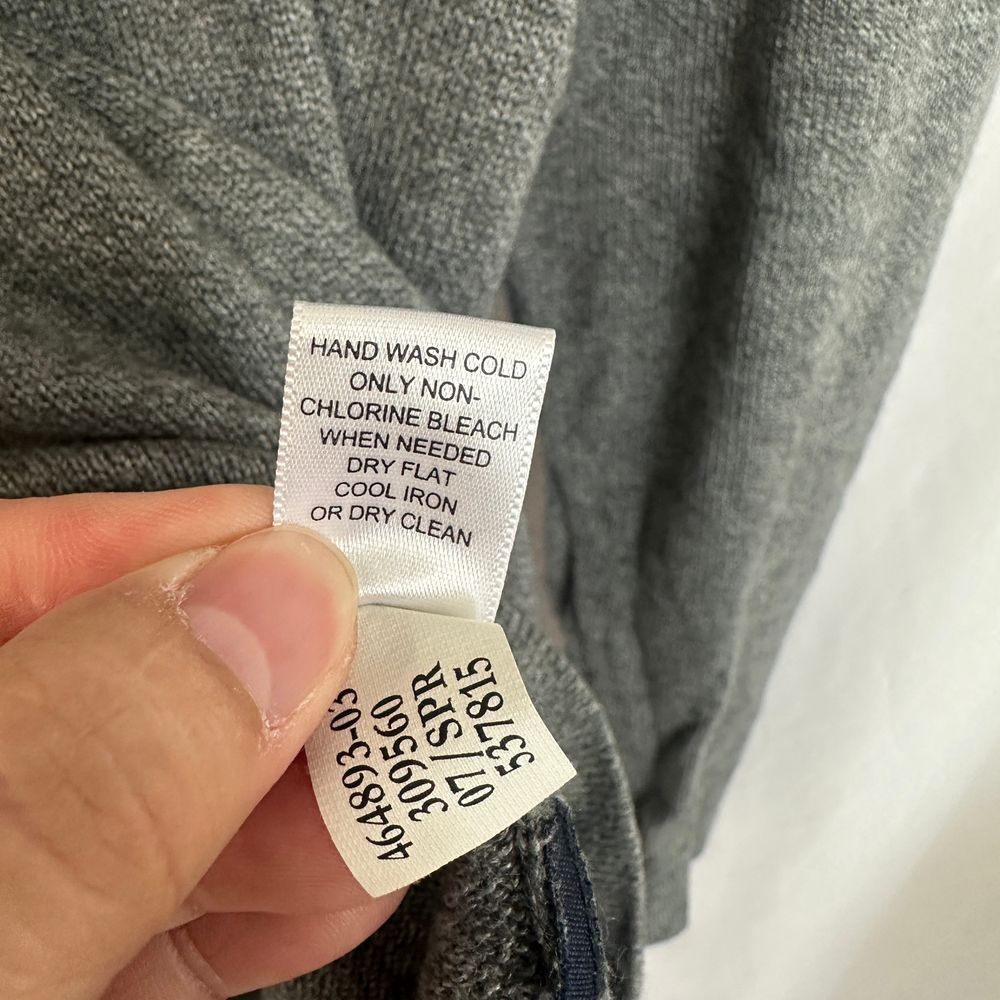 HAND WASH COLD
ONLY NON-
CHLORINE BLEACH
WHEN NEEDED
DRY FLAT
COOL IRON
OR DRY CLEAN
464893-03
309560
07/SPR
537815